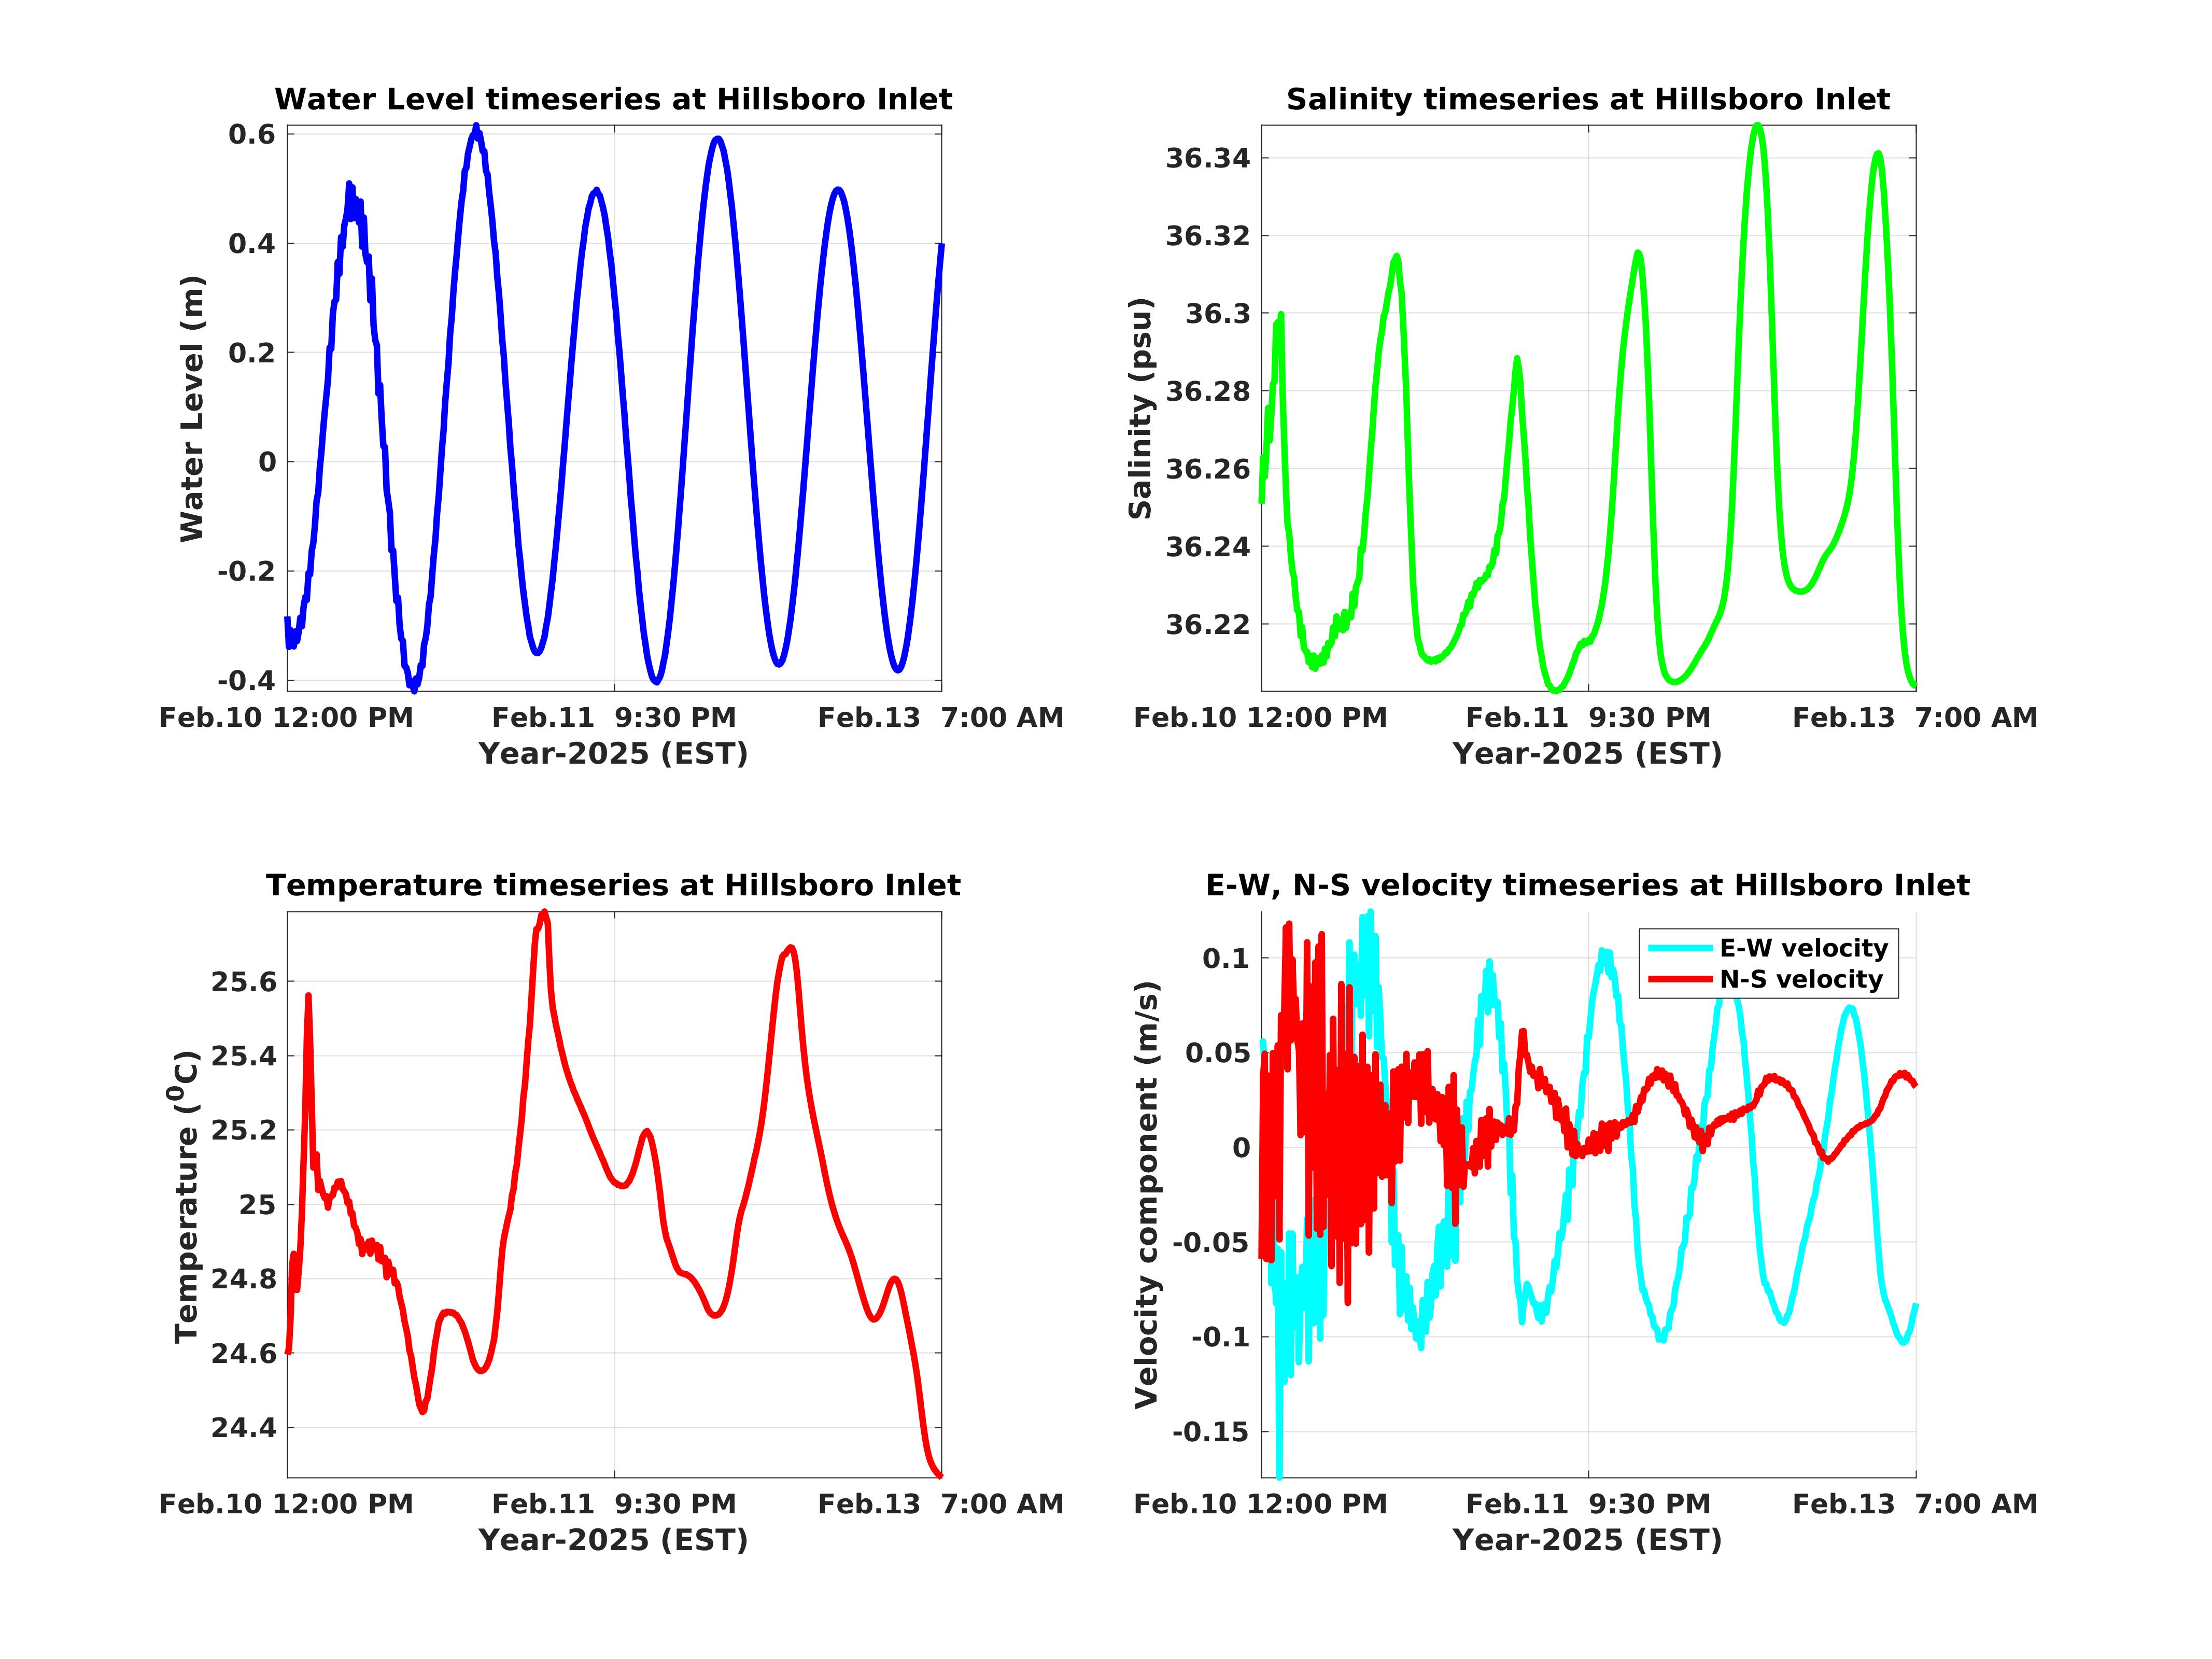 Water Level timeseries at Hillsboro Inlet
Water Level (m)
0.6
0.4
0.2
0
-0.2
-0.4
Feb.10 12:00 PM
Feb.11  9:30 PM
Feb.13  7:00 AM
Year-2025 (EST)
Salinity timeseries at Hillsboro Inlet
Salinity (psu)
36.34
36.32
36.3
36.28
36.26
36.24
36.22
Feb.10 12:00 PM
Feb.11  9:30 PM
Feb.13  7:00 AM
Year-2025 (EST)
Temperature timeseries at Hillsboro Inlet
Temperature (⁰C)
25.6
25.4
25.2
25
24.8
24.6
24.4
Feb.10 12:00 PM
Feb.11  9:30 PM
Feb.13  7:00 AM
Year-2025 (EST)
E-W, N-S velocity timeseries at Hillsboro Inlet
E-W velocity
N-S velocity
Velocity component (m/s)
0.1
0.05
0
-0.05
-0.1
-0.15
Feb.10 12:00 PM
Feb.11  9:30 PM
Feb.13  7:00 AM
Year-2025 (EST)